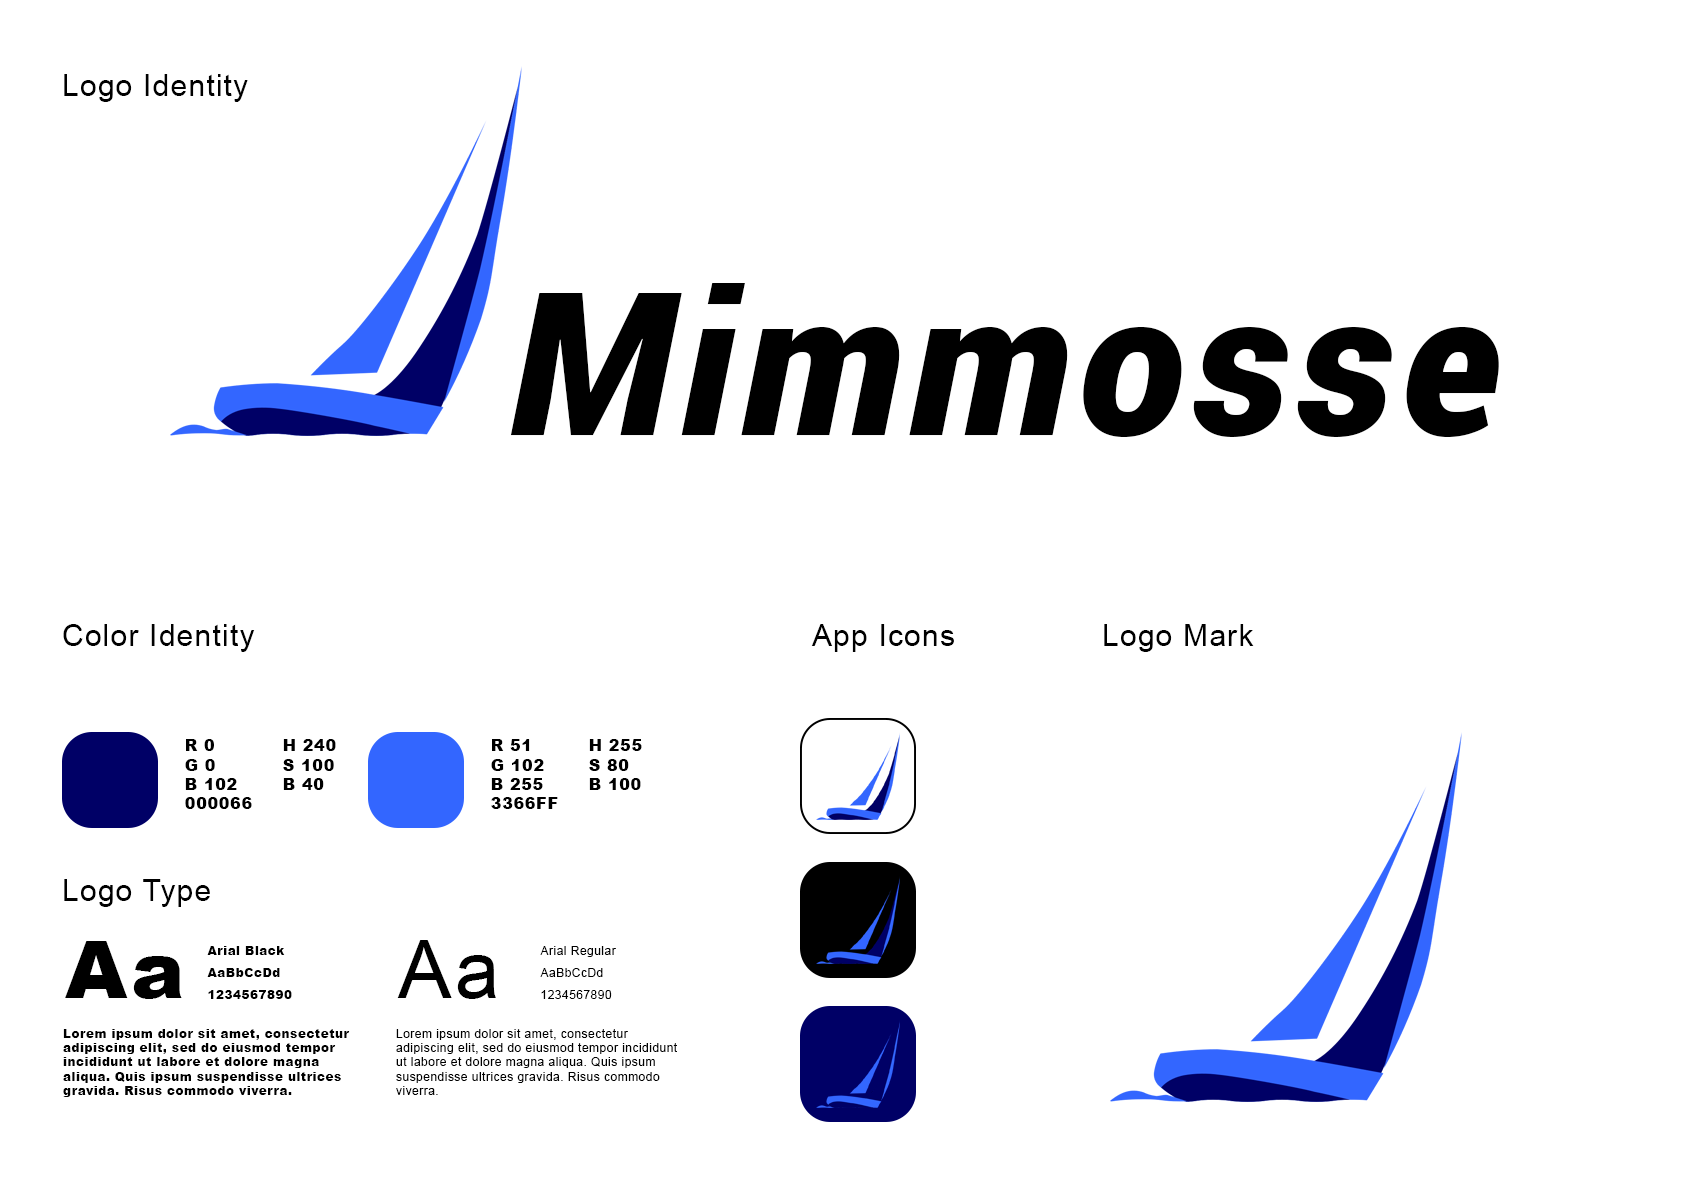 Logo Identity
Mimmosse
Color Identity
R 0
G 0
B 102
000066
H 240
S 100
B 40
R 51
G 102
B 255
3366FF
H 255
S 80
B 100
Logo Type
Aa
Arial Black
AaBbCcDd
1234567890
Lorem ipsum dolor sit amet, consectetur
adipiscing elit, sed do eiusmod tempor
incididunt ut labore et dolore magna
aliqua. Quis ipsum suspendisse ultrices
gravida. Risus commodo viverra.
Aa
Arial Regular
AaBbCcDd
1234567890
Lorem ipsum dolor sit amet, consectetur
adipiscing elit, sed do eiusmod tempor incididunt
ut labore et dolore magna aliqua. Quis ipsum
suspendisse ultrices gravida. Risus commodo
viverra.
App Icons
Logo Mark